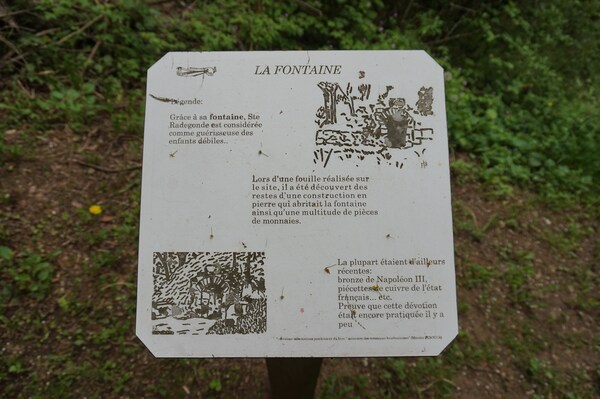 LA FONTAINE
Légende:
Grâce à sa fontaine, Ste
Radegonde est considérée
comme guérisseuse des
enfants débiles..
Lors d'une fouille réalisée sur
le site, il a été découvert des
restes d'une construction en
pierre qui abritait la fontaine
ainsi qu'une multitude de pièces
de monnaies.
La plupart étaient d'ailleurs
récentes:
bronze de Napoléon III,
piécettes de cuivre de l'état
français... etc.
Preuve que cette dévotion
était encore pratiquée il y a
peu